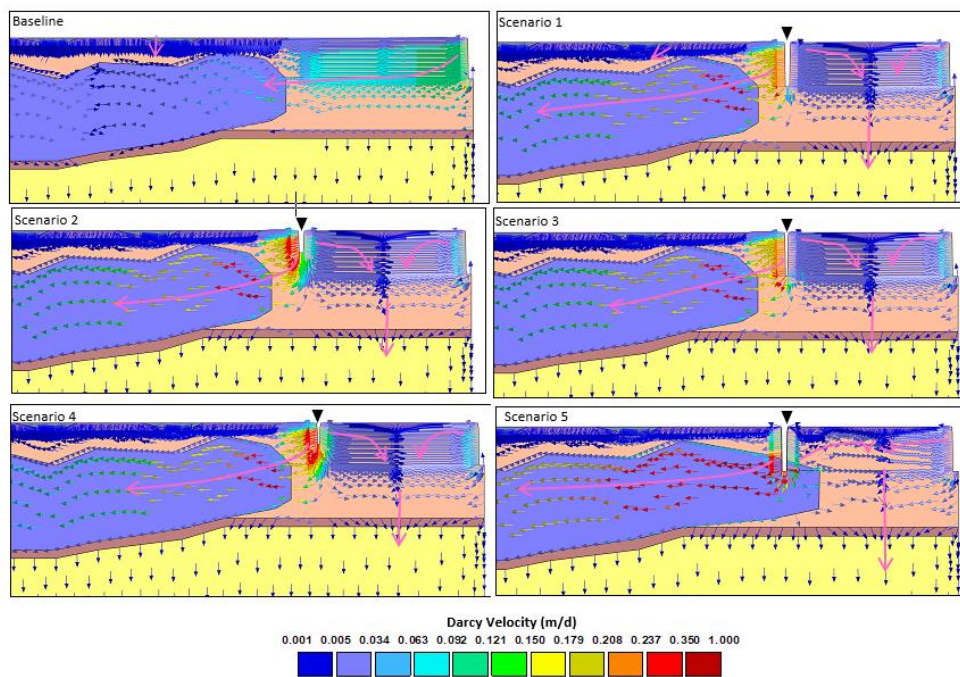 Baseline
Scenario 1
Scenario 2
Scenario 3
Scenario 4
Scenario 5
Darcy Velocity (m/d)
0.001 0.005 0.034 0.063 0.092 0.121 0.150 0.179 0.208 0.237 0.350 1.000